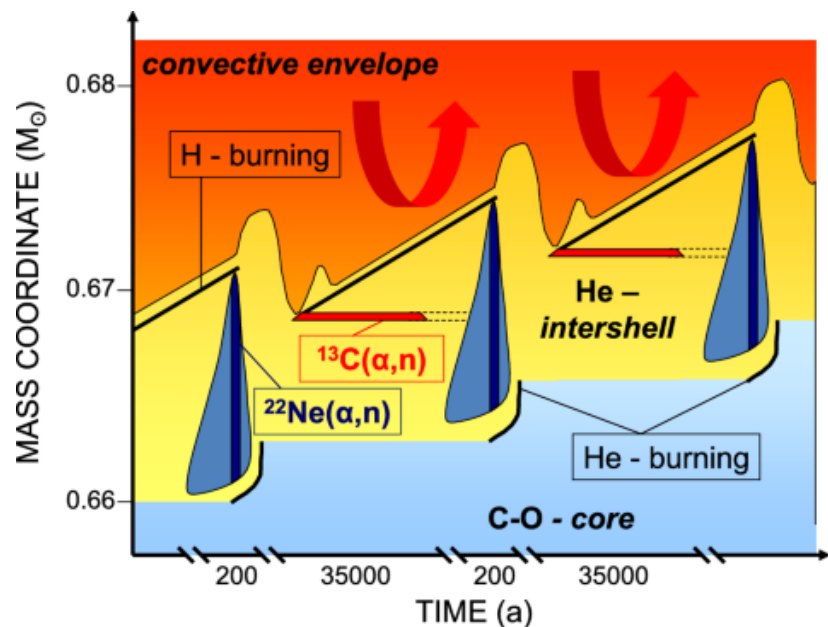 convective envelope
0.68
H - burning
MASS COORDINATE (M☉)
0.67
He –
intershell
¹³C(α,n)
²²Ne(α,n)
He - burning
0.66
C-O - core
200 35000 200 35000
TIME (a)